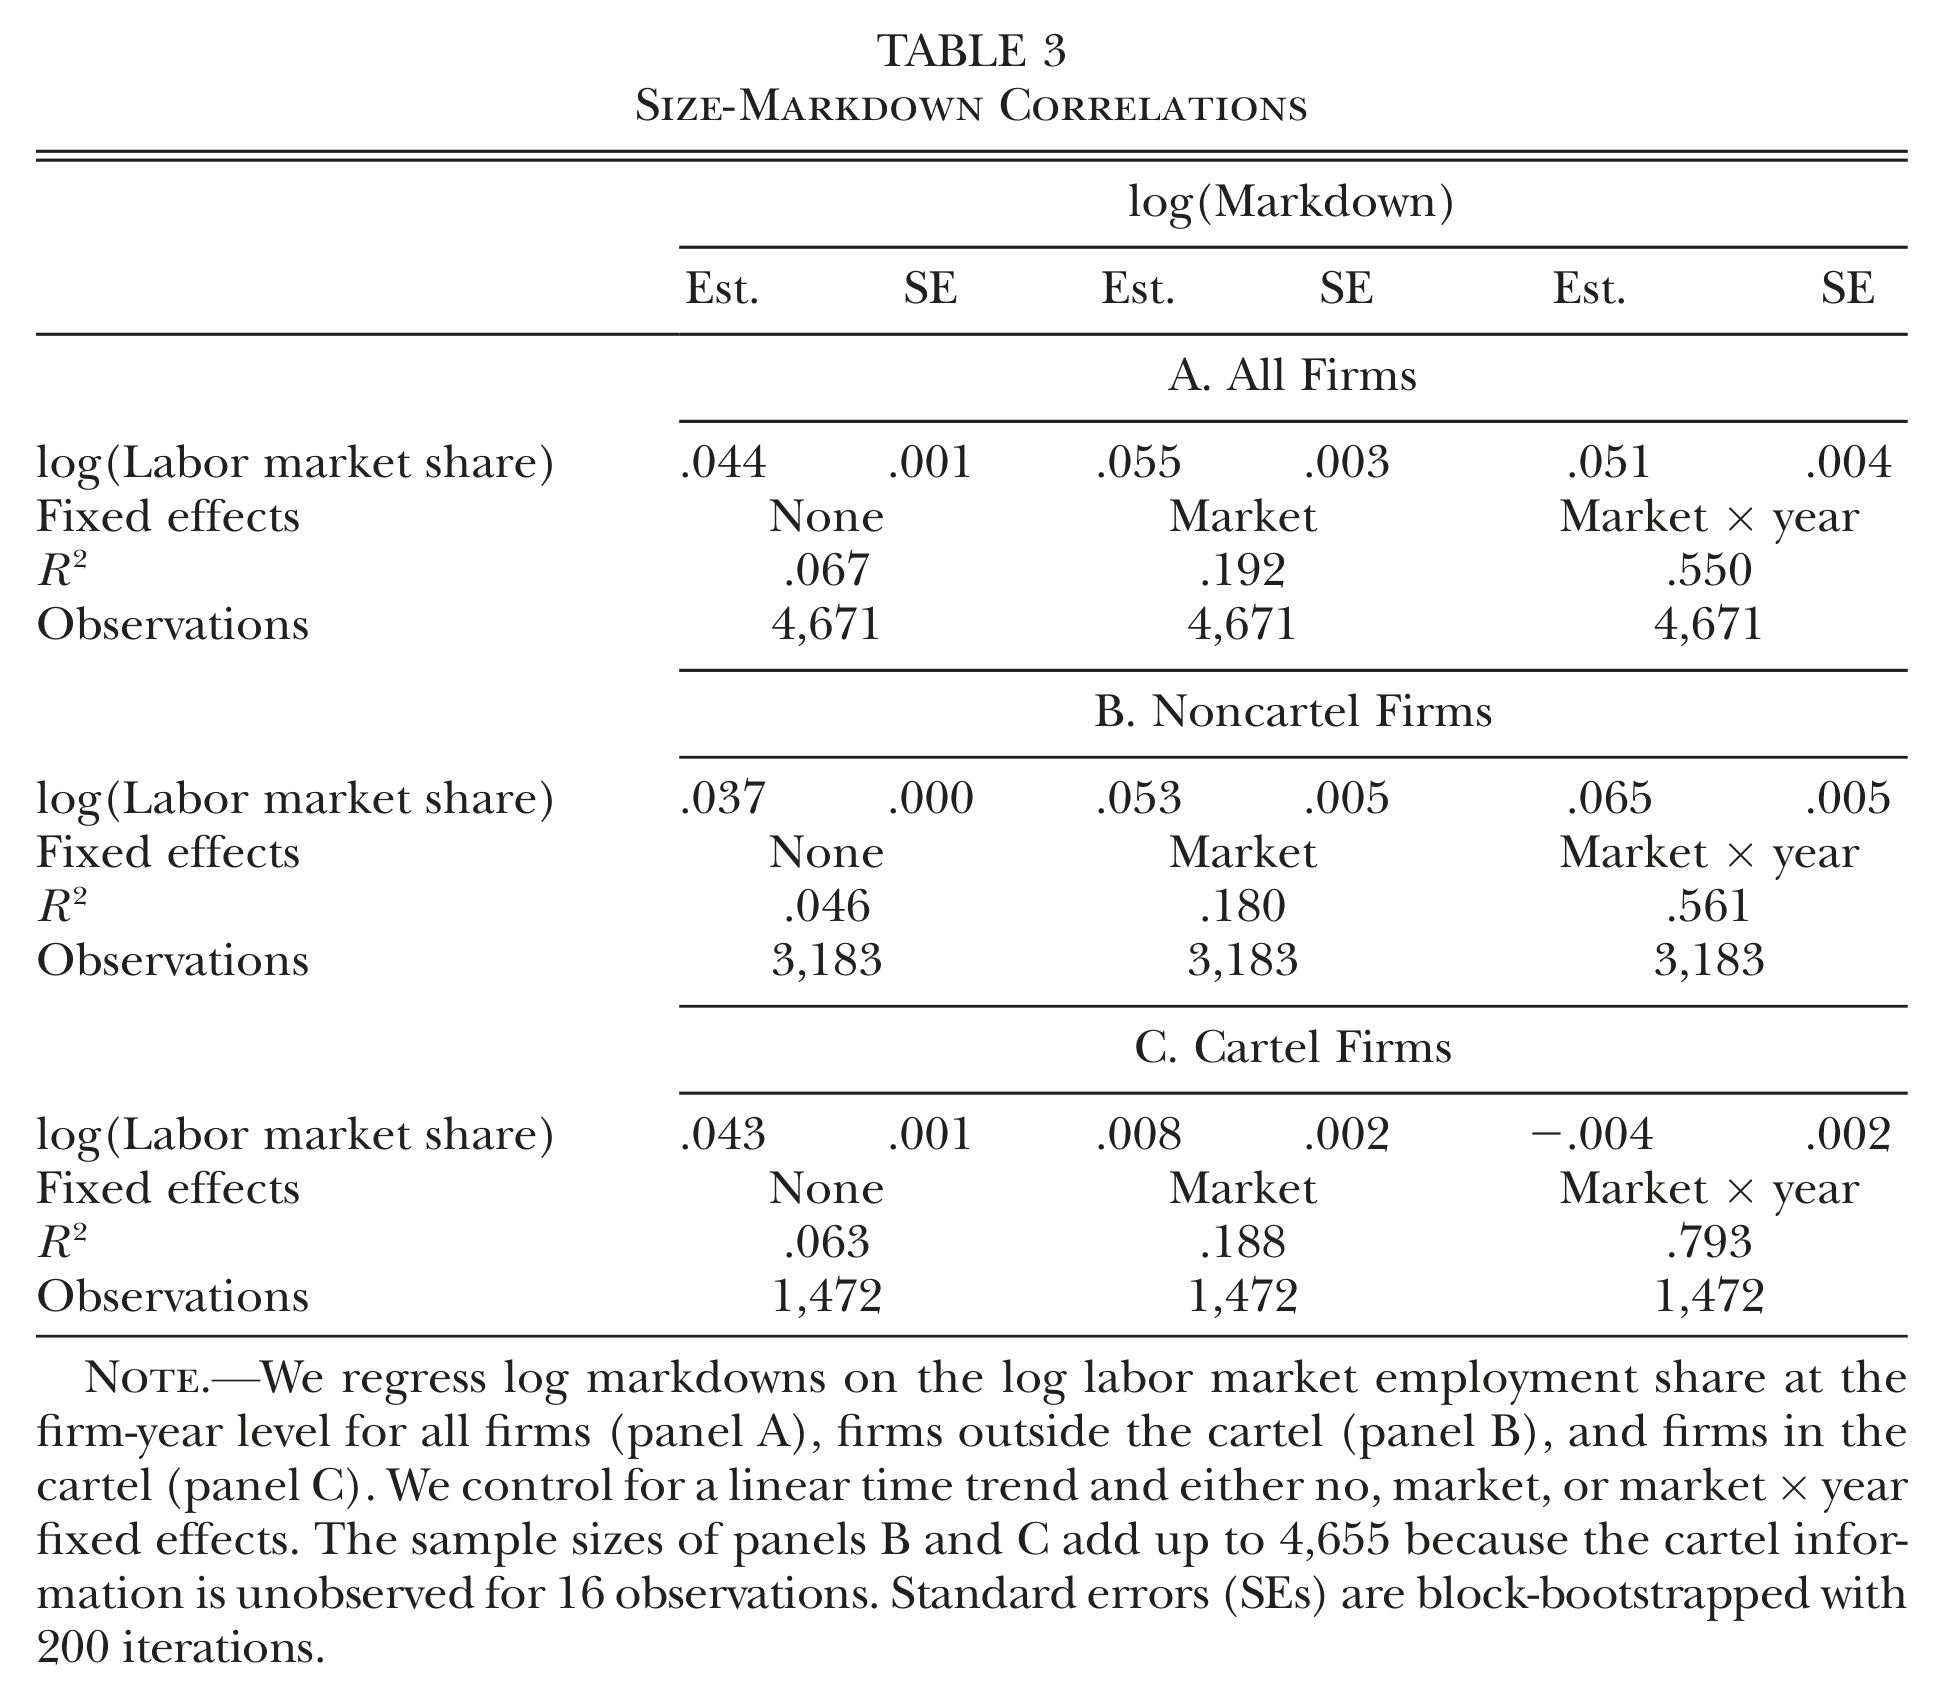 TABLE 3
Size-Markdown Correlations
log(Markdown)
Est. SE Est. SE Est. SE
A. All Firms
log(Labor market share) .044 .001 .055 .003 .051 .004
Fixed effects None Market Market × year
R² .067 .192 .550
Observations 4,671 4,671 4,671
B. Noncartel Firms
log(Labor market share) .037 .000 .053 .005 .065 .005
Fixed effects None Market Market × year
R² .046 .180 .561
Observations 3,183 3,183 3,183
C. Cartel Firms
log(Labor market share) .043 .001 .008 .002 −.004 .002
Fixed effects None Market Market × year
R² .063 .188 .793
Observations 1,472 1,472 1,472
Note.—We regress log markdowns on the log labor market employment share at the
firm-year level for all firms (panel A), firms outside the cartel (panel B), and firms in the
cartel (panel C). We control for a linear time trend and either no, market, or market × year
fixed effects. The sample sizes of panels B and C add up to 4,655 because the cartel infor-
mation is unobserved for 16 observations. Standard errors (SEs) are block-bootstrapped with
200 iterations.